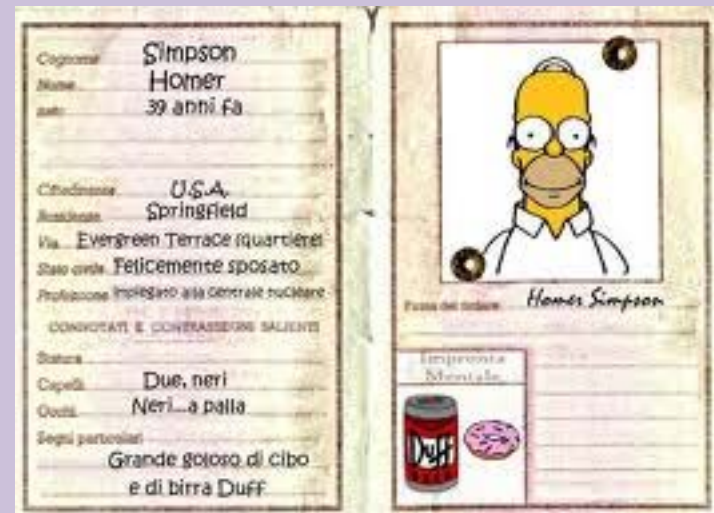 Cognome Simpson
Nome Homer
nato 39 anni fa
Cittadinanza U.S.A.
Residenza Springfield
Via Evergreen Terrace (quartiere)
Stato civile Felicemente sposato
Professione Impiegato alla centrale nucleare
CONNOTATI E CONTRASSEGNI SALIENTI
Statura
Capelli Due, neri
Occhi Neri...a palla
Segni particolari
Grande goloso di cibo
e di birra Duff
Firma del titolare Homer Simpson
Impronta
Mentale
Duff